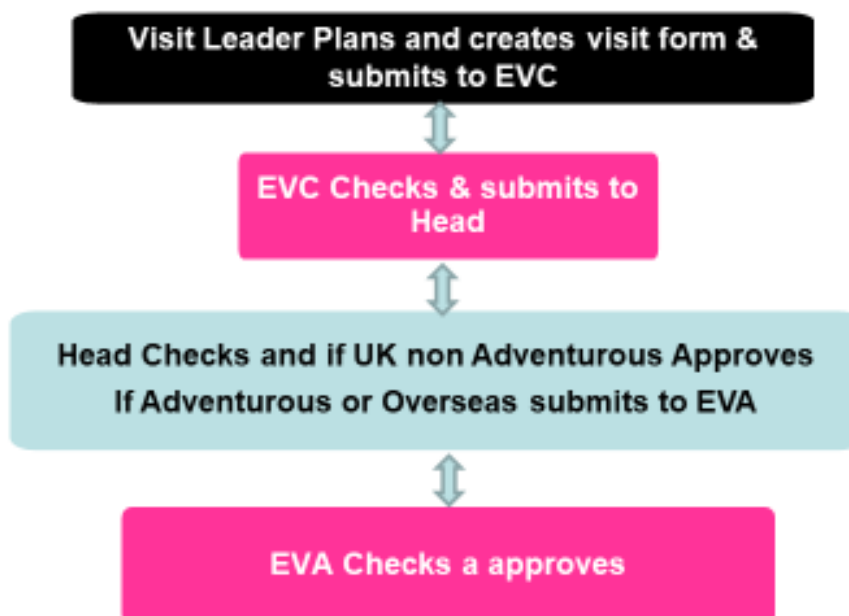 Visit Leader Plans and creates visit form &
submits to EVC
EVC Checks & submits to
Head
Head Checks and if UK non Adventurous Approves
If Adventurous or Overseas submits to EVA
EVA Checks a approves